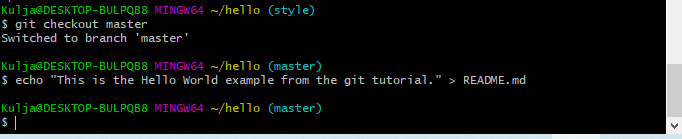 Kulja@DESKTOP-BULPQB8 MINGW64 ~/hello (style)
$ git checkout master
Switched to branch 'master'
Kulja@DESKTOP-BULPQB8 MINGW64 ~/hello (master)
$ echo "This is the Hello World example from the git tutorial." > README.md
Kulja@DESKTOP-BULPQB8 MINGW64 ~/hello (master)
$